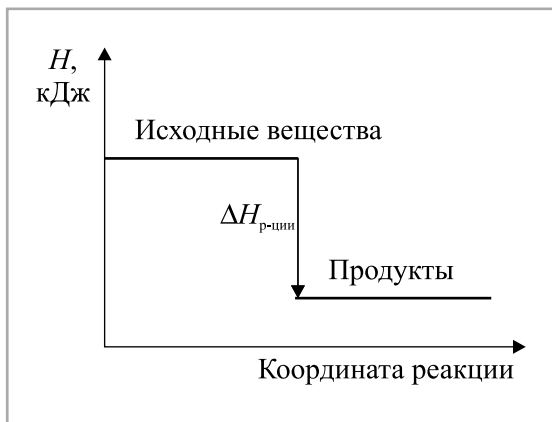 H,
кДж
Исходные вещества
ΔHр-ции
Продукты
Координата реакции